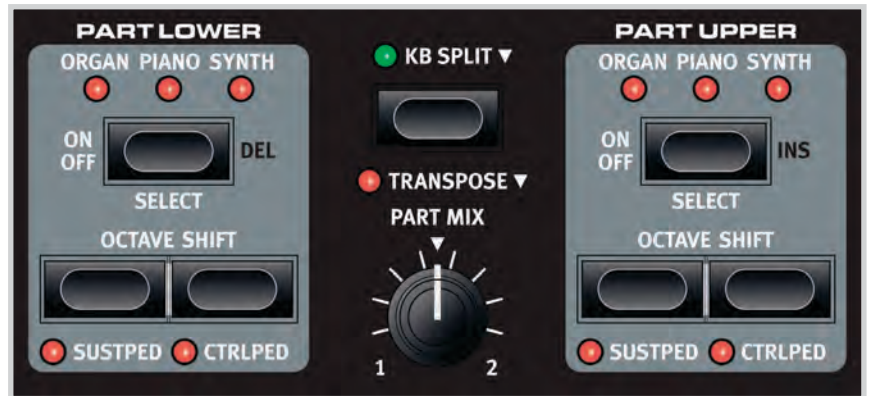 PART LOWER
ORGAN PIANO SYNTH
ON
OFF
DEL
SELECT
OCTAVE SHIFT
SUSTPED CTRLPED
KB SPLIT ▼
TRANSPOSE ▼
PART MIX
1 2
PART UPPER
ORGAN PIANO SYNTH
ON
OFF
INS
SELECT
OCTAVE SHIFT
SUSTPED CTRLPED